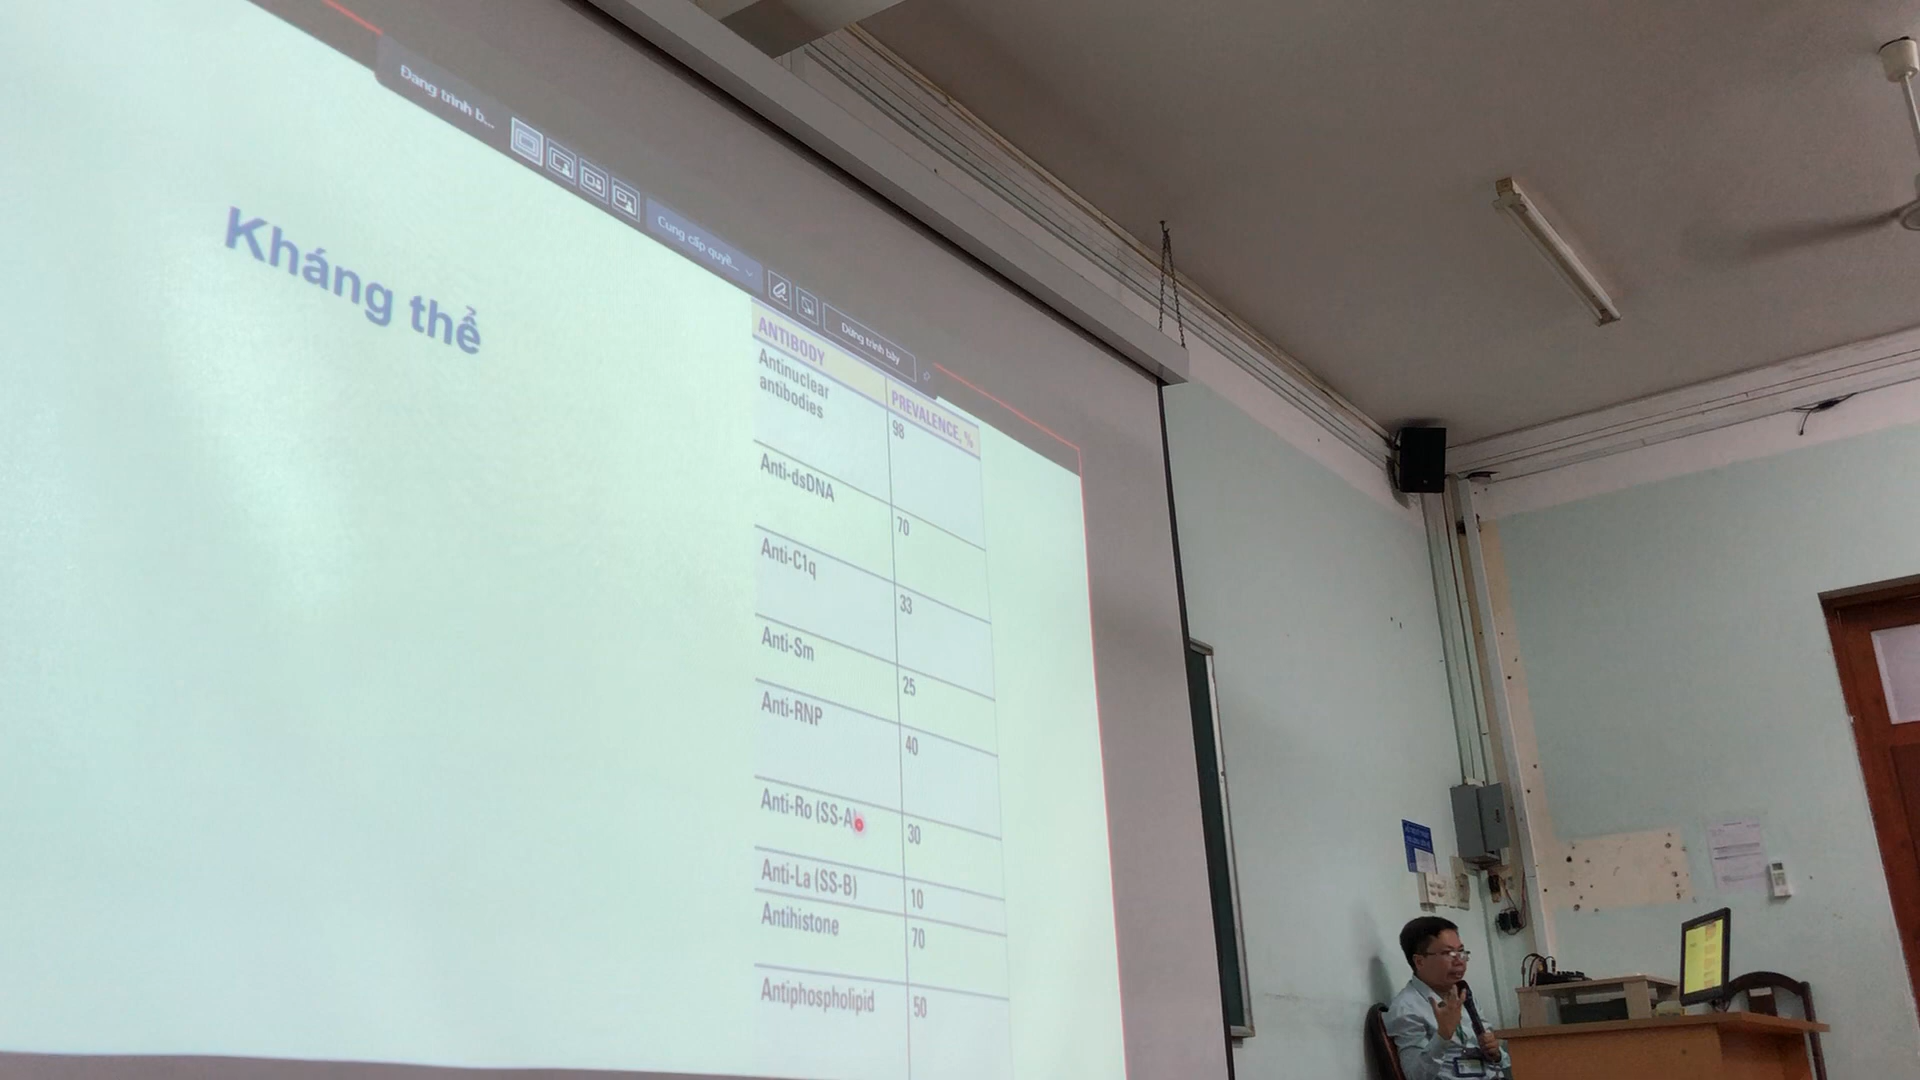 Đang trình b...
Cung cấp quyề...
Dừng trình bày
Kháng thể
ANTIBODY PREVALENCE, %
Antinuclear
antibodies 98
Anti-dsDNA 70
Anti-C1q 33
Anti-Sm 25
Anti-RNP 40
Anti-Ro (SS-A) 30
Anti-La (SS-B) 10
Antihistone 70
Antiphospholipid 50